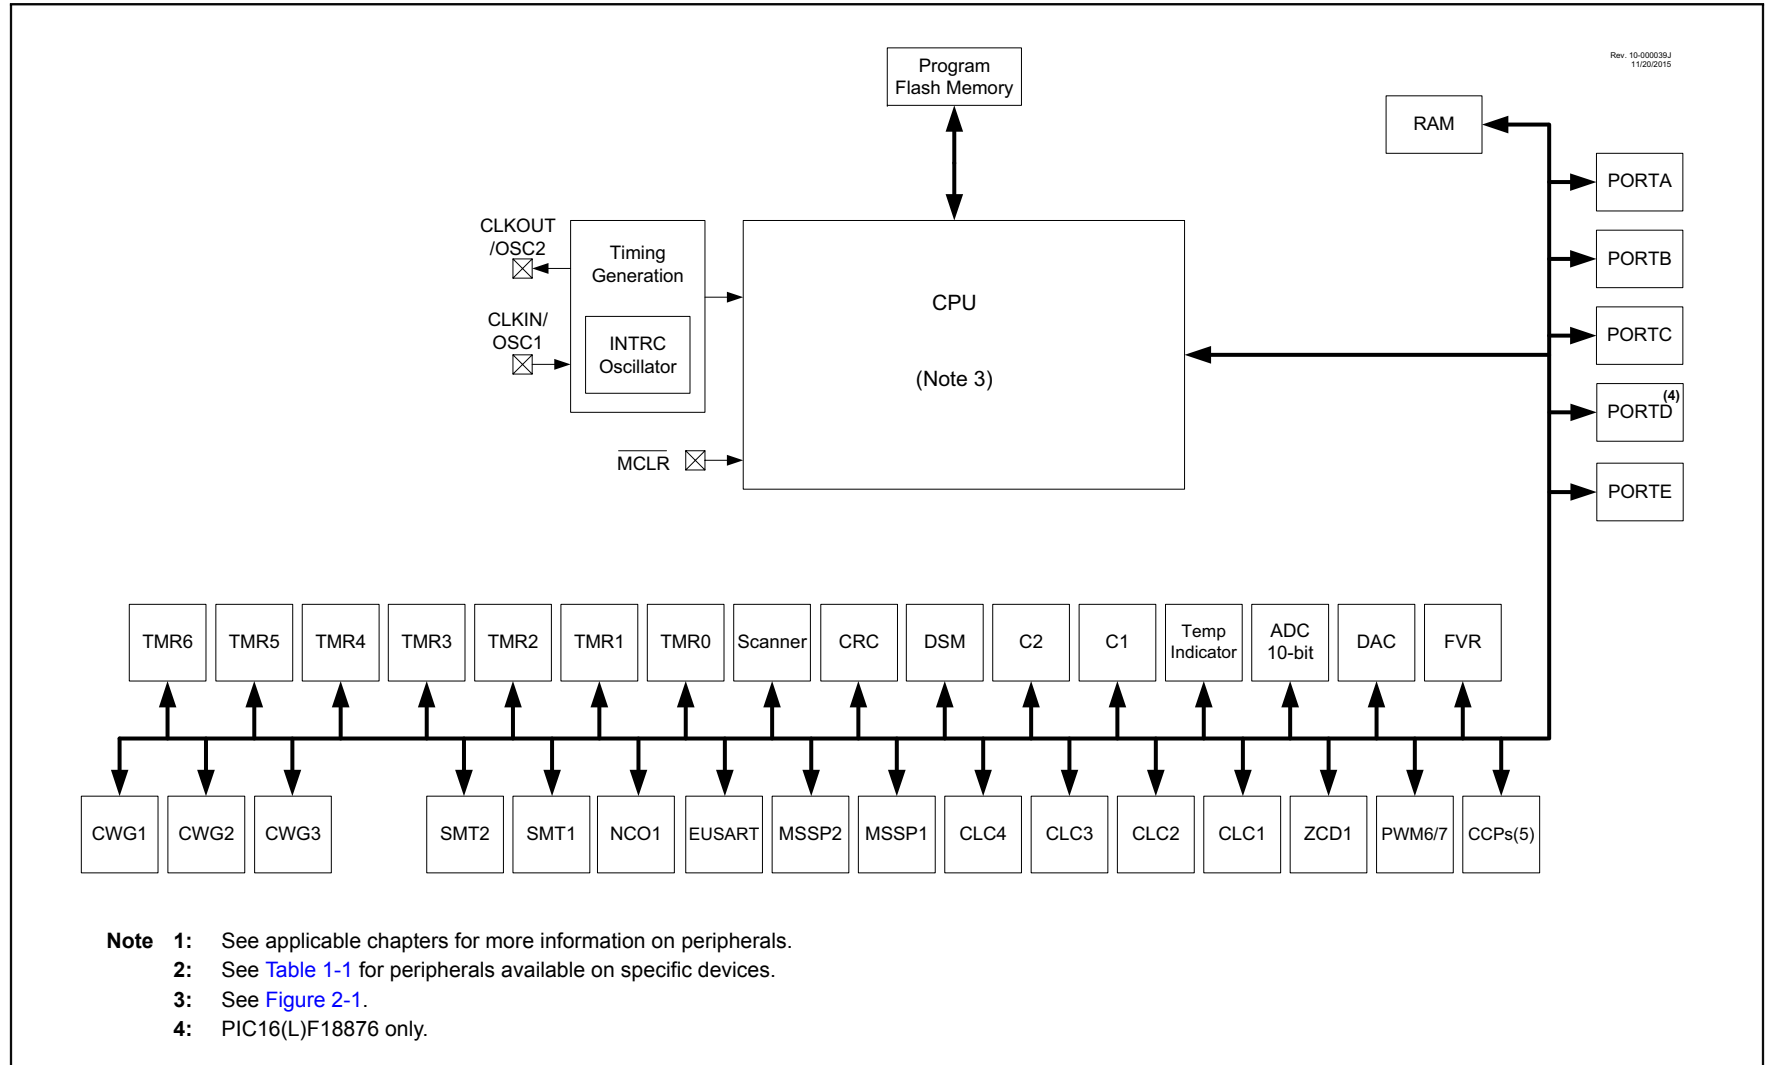 Rev. 10-000039J
11/20/2015
Program
Flash Memory
RAM
PORTA
PORTB
PORTC
PORTD(4)
PORTE
CLKOUT
/OSC2
CLKIN/
OSC1
Timing
Generation
INTRC
Oscillator
MCLR
CPU
(Note 3)
TMR6
TMR5
TMR4
TMR3
TMR2
TMR1
TMR0
Scanner
CRC
DSM
C2
C1
Temp
Indicator
ADC
10-bit
DAC
FVR
CWG1
CWG2
CWG3
SMT2
SMT1
NCO1
EUSART
MSSP2
MSSP1
CLC4
CLC3
CLC2
CLC1
ZCD1
PWM6/7
CCPs(5)
Note 1: See applicable chapters for more information on peripherals.
2: See Table 1-1 for peripherals available on specific devices.
3: See Figure 2-1.
4: PIC16(L)F18876 only.